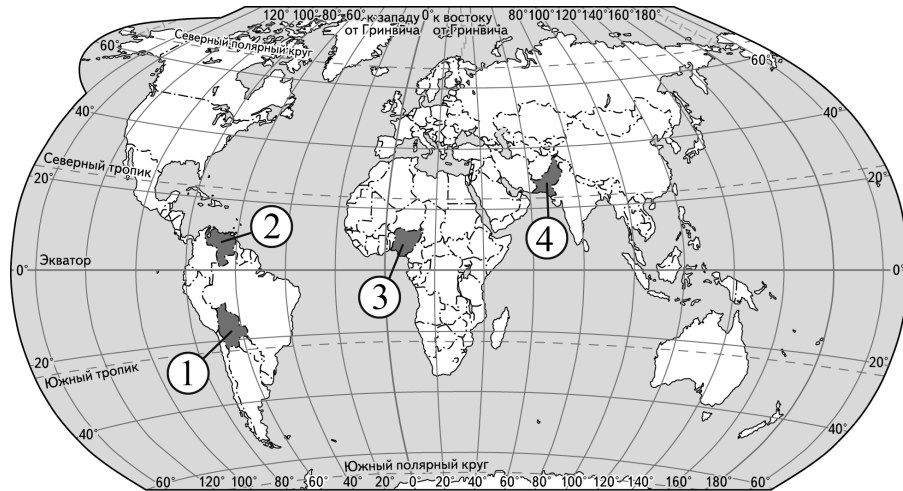 120° 100° 80° 60° к западу 0° к востоку 80° 100° 120° 140° 160° 180°
от Гринвича от Гринвича
Северный полярный круг
60° 60°
40° 40°
Северный тропик
20° 20°
2
4
Экватор
0° 0°
3
1
20° 20°
Южный тропик
40° 40°
Южный полярный круг
60° 120° 100° 80° 60° 40° 20° 0° 20° 40° 60° 80° 100° 120° 140° 160° 180° 60°